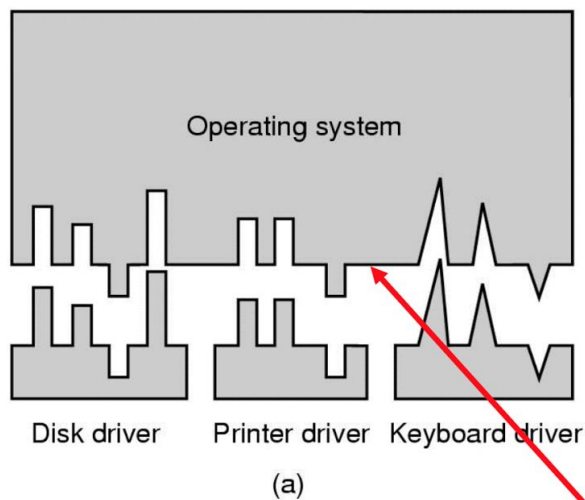 Operating system
Disk driver
Printer driver
Keyboard driver
(a)